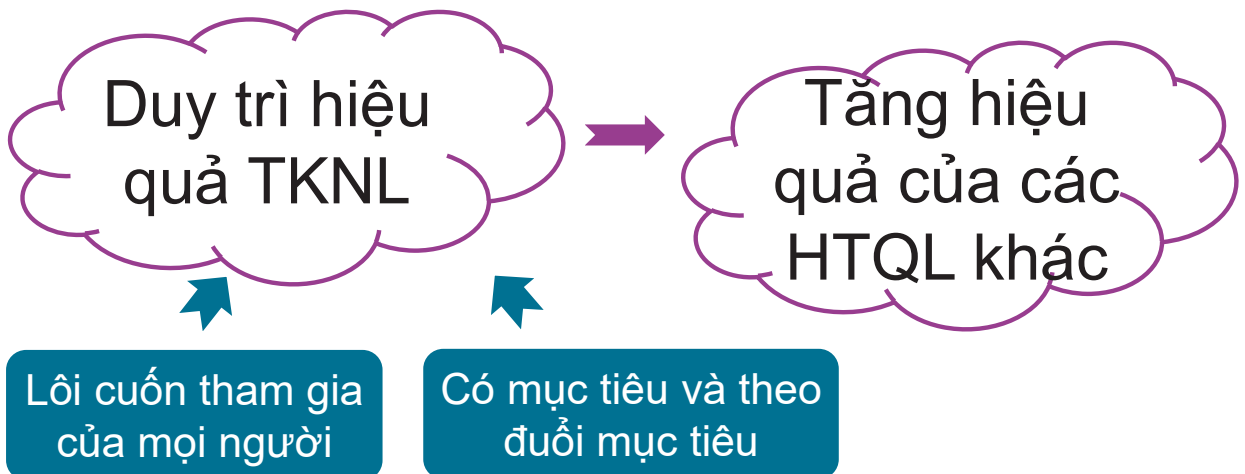 Duy trì hiệu
quả TKNL
Tăng hiệu
quả của các
HTQL khác
Lôi cuốn tham gia
của mọi người
Có mục tiêu và theo
đuổi mục tiêu